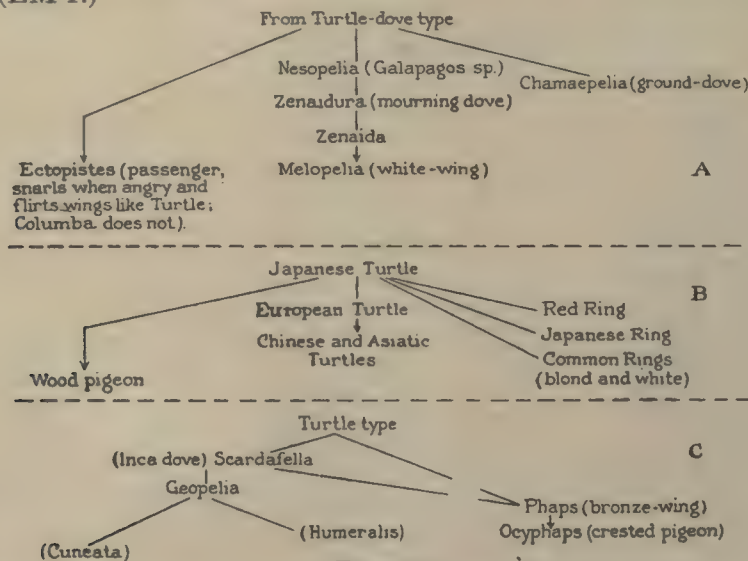 From Turtle-dove type
Nesopelia (Galapagos sp.)
Chamaepelia (ground-dove)
Zenaidura (mourning dove)
Zenaida
Ectopistes (passenger,
snarls when angry and
flirts wings like Turtle;
Columba does not).
Melopelia (white-wing)
A
Japanese Turtle
B
European Turtle
Red Ring
Japanese Ring
Chinese and Asiatic
Turtles
Common Rings
(blond and white)
Wood pigeon
Turtle type
C
(Inca dove) Scardafella
Geopelia
Phaps (bronze-wing)
(Humeralis)
Ocyphaps (crested pigeon)
(Cuneata)